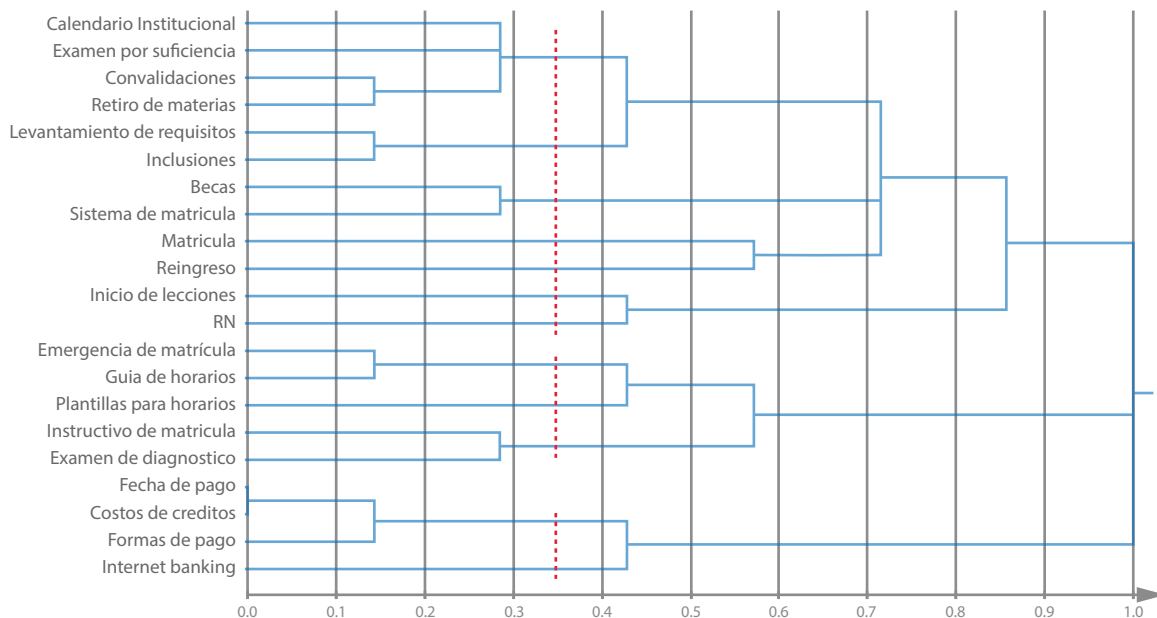 Calendario Institucional
Examen por suficiencia
Convalidaciones
Retiro de materias
Levantamiento de requisitos
Inclusiones
Becas
Sistema de matricula
Matricula
Reingreso
Inicio de lecciones
RN
Emergencia de matrícula
Guia de horarios
Plantillas para horarios
Instructivo de matricula
Examen de diagnostico
Fecha de pago
Costos de creditos
Formas de pago
Internet banking
0.0 0.1 0.2 0.3 0.4 0.5 0.6 0.7 0.8 0.9 1.0